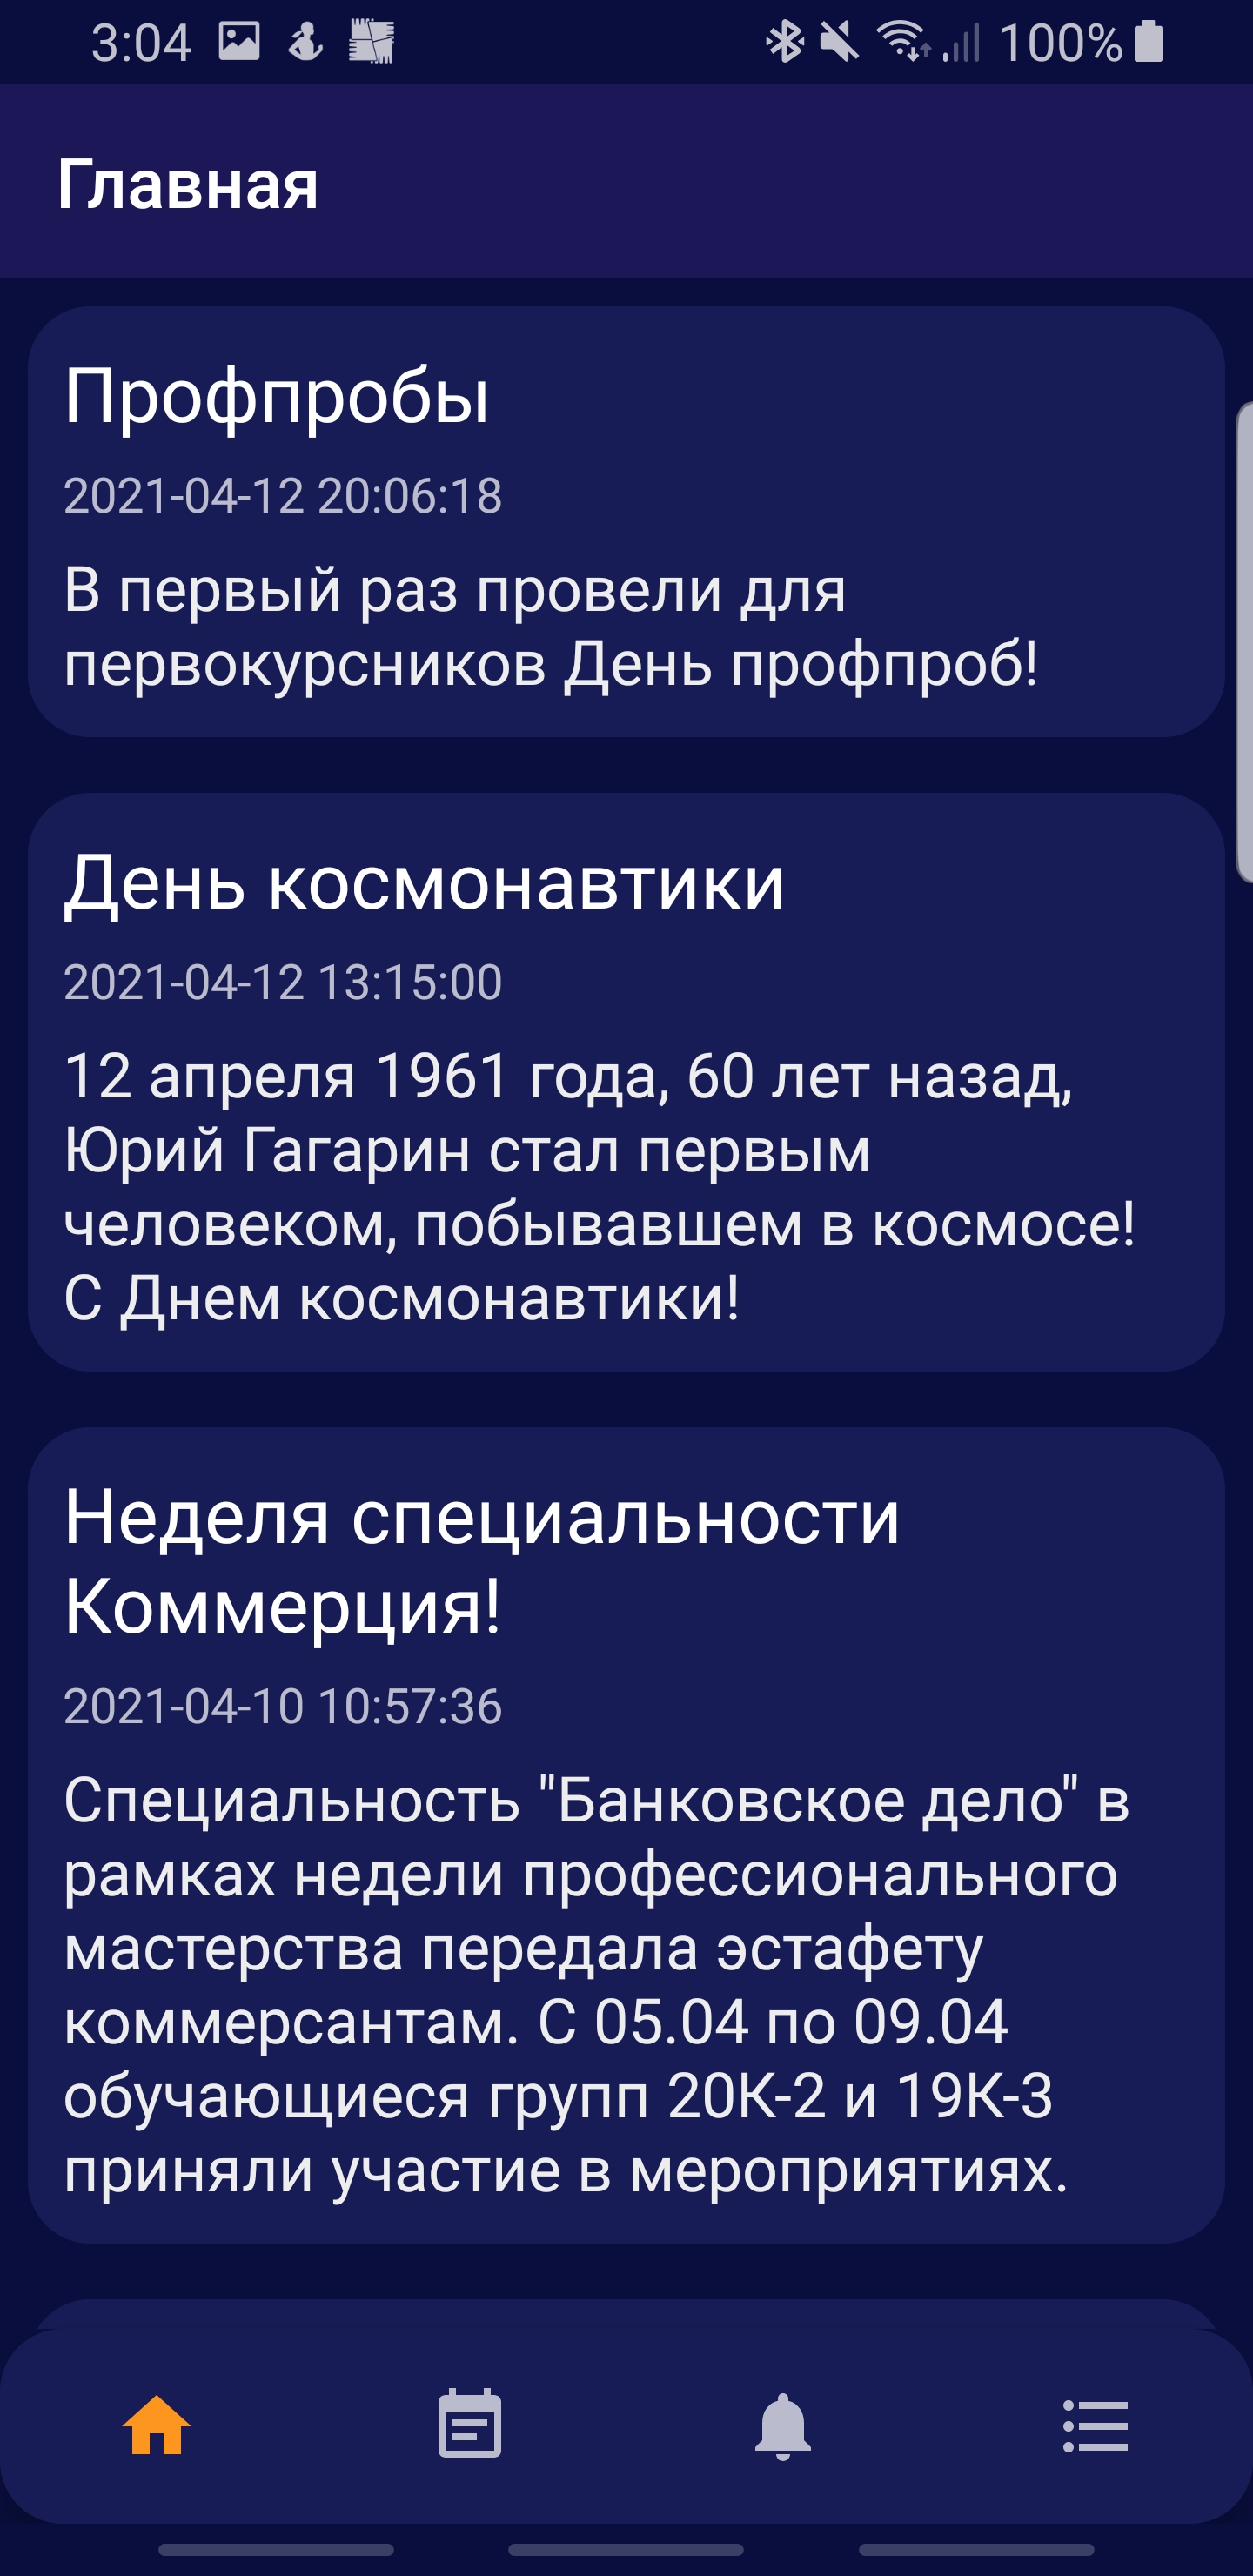 3:04 100%
Главная
Профпробы
2021-04-12 20:06:18
В первый раз провели для
первокурсников День профпроб!
День космонавтики
2021-04-12 13:15:00
12 апреля 1961 года, 60 лет назад,
Юрий Гагарин стал первым
человеком, побывавшем в космосе!
С Днем космонавтики!
Неделя специальности
Коммерция!
2021-04-10 10:57:36
Специальность "Банковское дело" в
рамках недели профессионального
мастерства передала эстафету
коммерсантам. С 05.04 по 09.04
обучающиеся групп 20К-2 и 19К-3
приняли участие в мероприятиях.